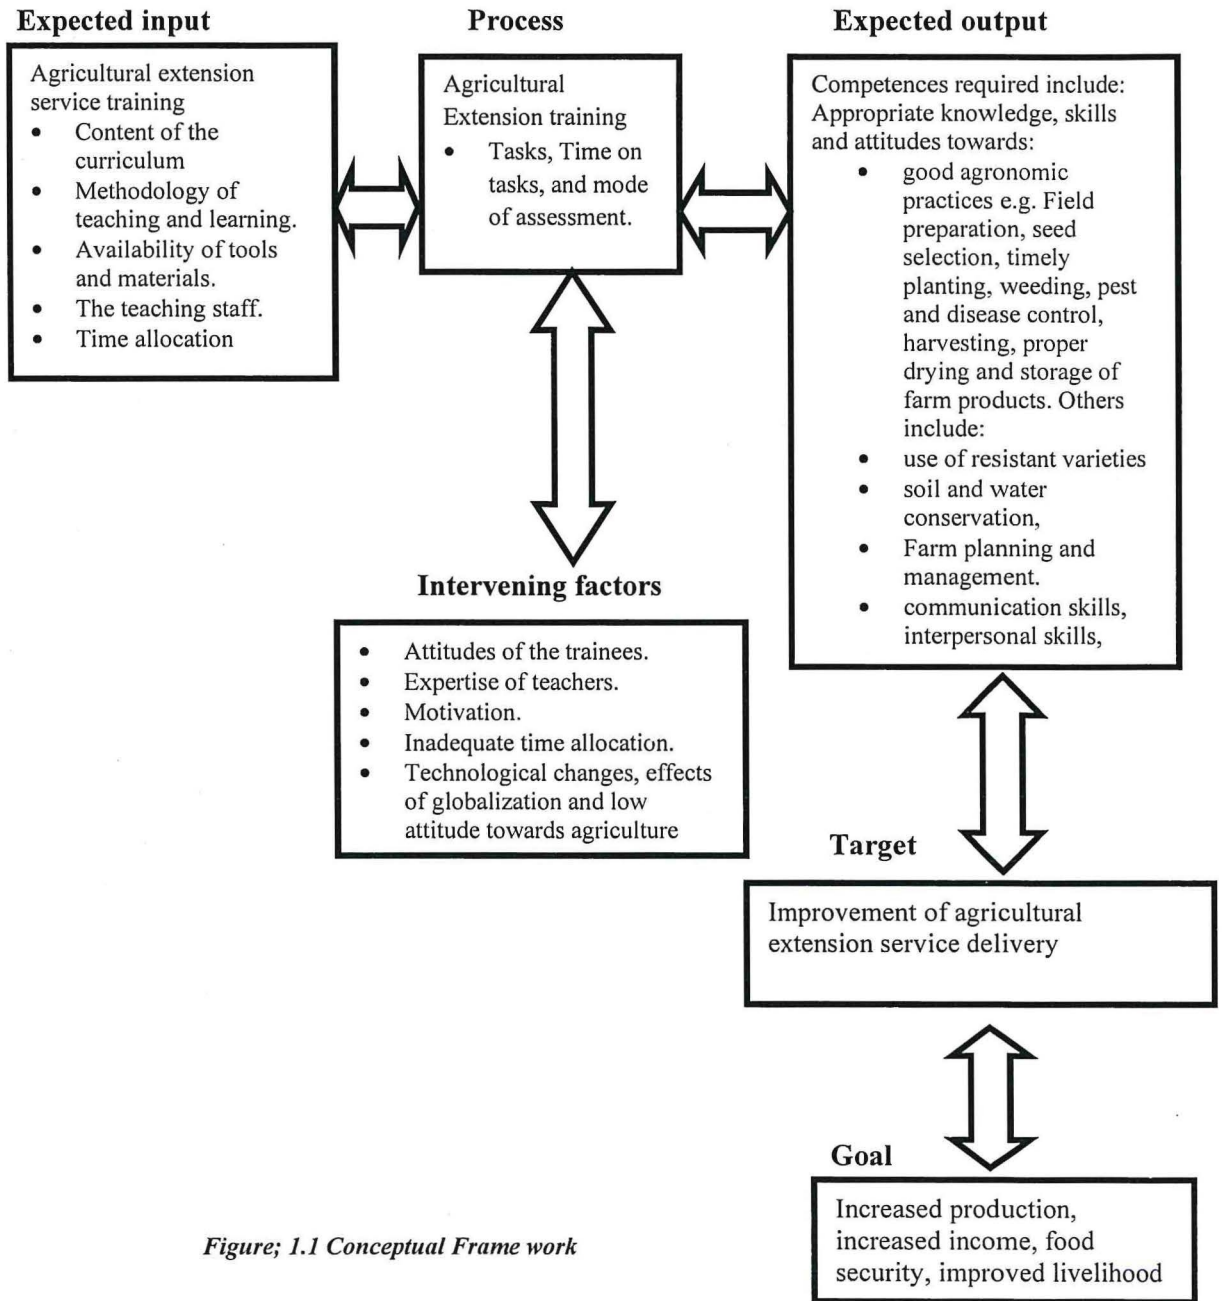 Expected input
Agricultural extension
service training
• Content of the
curriculum
• Methodology of
teaching and learning.
• Availability of tools
and materials.
• The teaching staff.
• Time allocation
Process
Agricultural
Extension training
• Tasks, Time on
tasks, and mode
of assessment.
Expected output
Competences required include:
Appropriate knowledge, skills
and attitudes towards:
• good agronomic
practices e.g. Field
preparation, seed
selection, timely
planting, weeding, pest
and disease control,
harvesting, proper
drying and storage of
farm products. Others
include:
• use of resistant varieties
• soil and water
conservation,
• Farm planning and
management.
• communication skills,
interpersonal skills,
Intervening factors
• Attitudes of the trainees.
• Expertise of teachers.
• Motivation.
• Inadequate time allocation.
• Technological changes, effects
of globalization and low
attitude towards agriculture
Target
Improvement of agricultural
extension service delivery
Goal
Increased production,
increased income, food
security, improved livelihood
Figure; 1.1 Conceptual Frame work